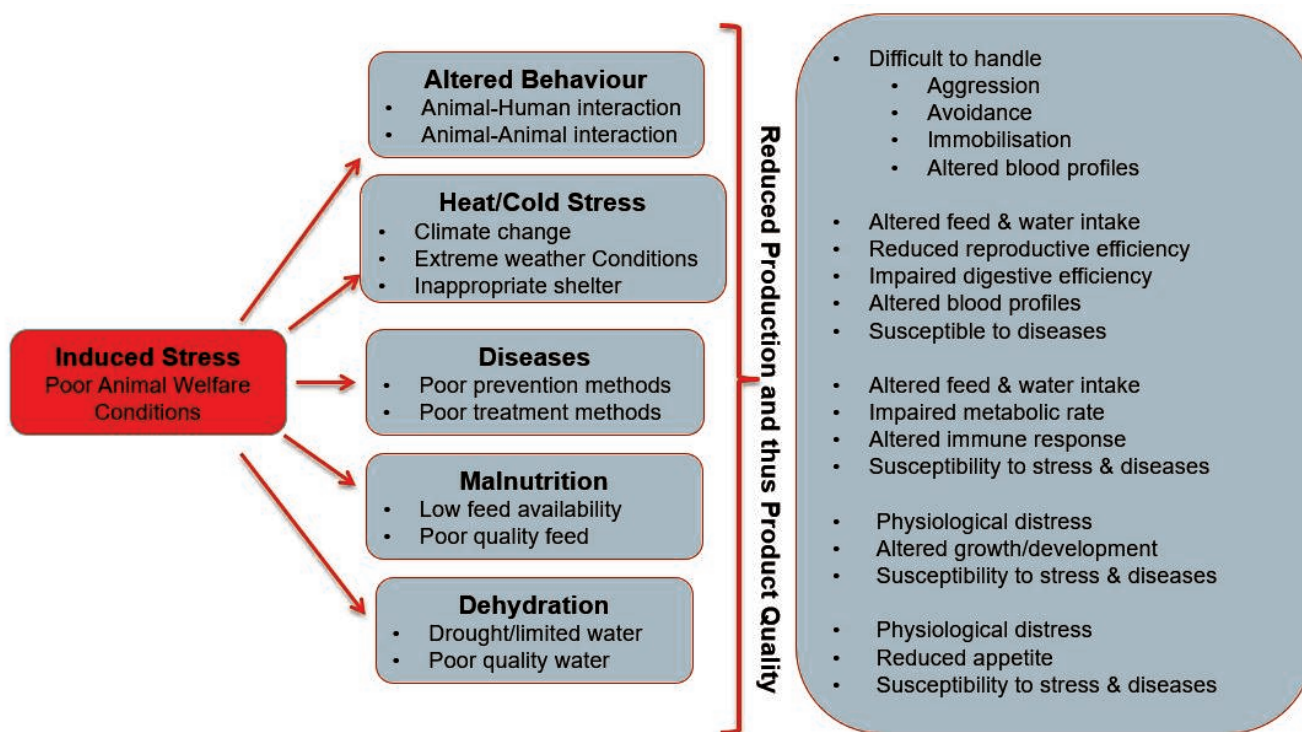 Induced Stress
Poor Animal Welfare
Conditions
Altered Behaviour
• Animal-Human interaction
• Animal-Animal interaction
Heat/Cold Stress
• Climate change
• Extreme weather Conditions
• Inappropriate shelter
Diseases
• Poor prevention methods
• Poor treatment methods
Malnutrition
• Low feed availability
• Poor quality feed
Dehydration
• Drought/limited water
• Poor quality water
Reduced Production and thus Product Quality
• Difficult to handle
• Aggression
• Avoidance
• Immobilisation
• Altered blood profiles
• Altered feed & water intake
• Reduced reproductive efficiency
• Impaired digestive efficiency
• Altered blood profiles
• Susceptible to diseases
• Altered feed & water intake
• Impaired metabolic rate
• Altered immune response
• Susceptibility to stress & diseases
• Physiological distress
• Altered growth/development
• Susceptibility to stress & diseases
• Physiological distress
• Reduced appetite
• Susceptibility to stress & diseases